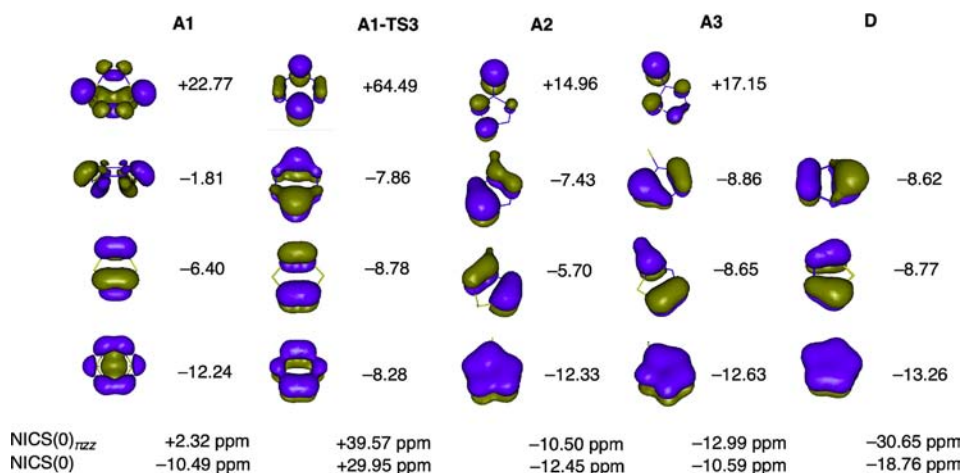 A1 A1-TS3 A2 A3 D
+22.77 +64.49 +14.96 +17.15
−1.81 −7.86 −7.43 −8.86 −8.62
−6.40 −8.78 −5.70 −8.65 −8.77
−12.24 −8.28 −12.33 −12.63 −13.26
NICS(0)πzz +2.32 ppm +39.57 ppm −10.50 ppm −12.99 ppm −30.65 ppm
NICS(0) −10.49 ppm +29.95 ppm −12.45 ppm −10.59 ppm −18.76 ppm